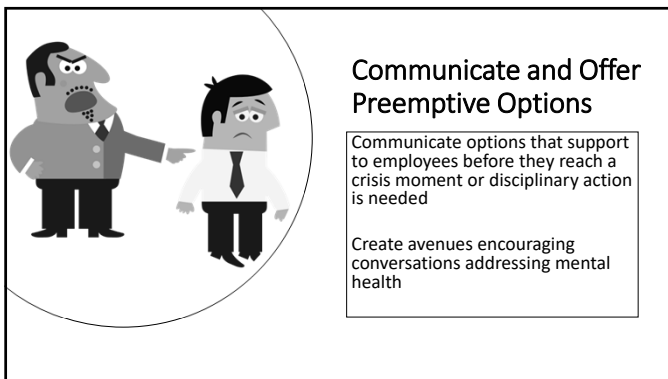 Communicate and Offer
Preemptive Options
Communicate options that support
to employees before they reach a
crisis moment or disciplinary action
is needed
Create avenues encouraging
conversations addressing mental
health